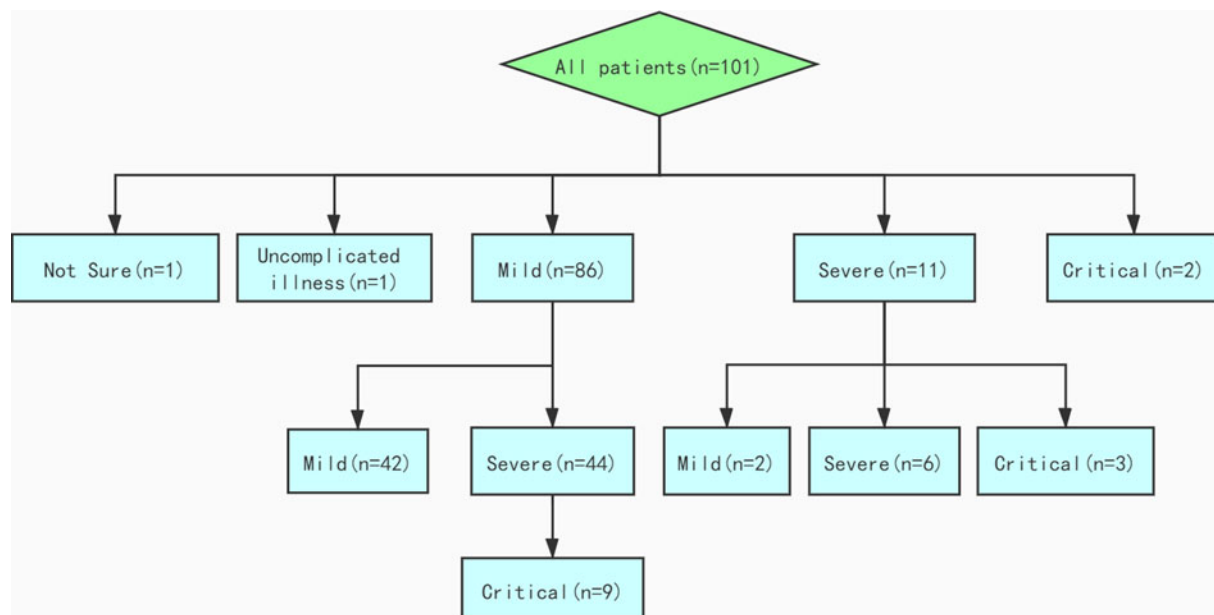 All patients(n=101)
Not Sure(n=1)
Uncomplicated
illness(n=1)
Mild(n=86)
Severe(n=11)
Critical(n=2)
Mild(n=42)
Severe(n=44)
Mild(n=2)
Severe(n=6)
Critical(n=3)
Critical(n=9)